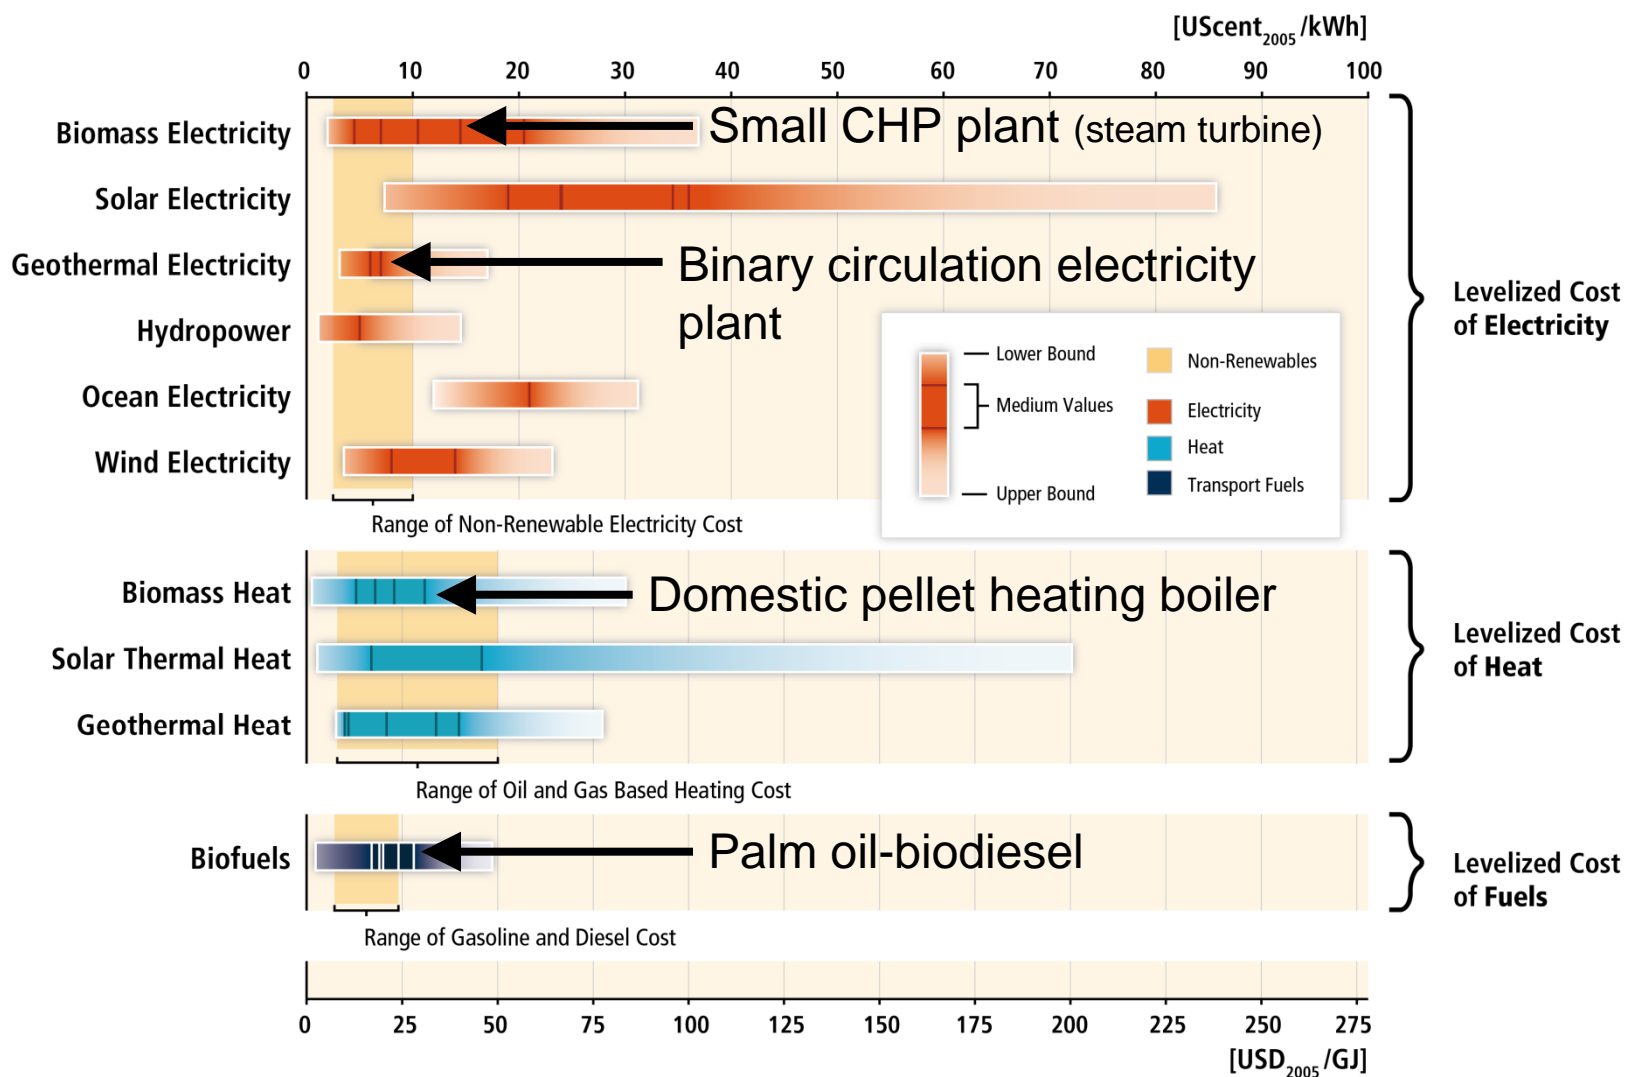 [UScent2005/kWh]
0 10 20 30 40 50 60 70 80 90 100
Biomass Electricity
Small CHP plant (steam turbine)
Solar Electricity
Geothermal Electricity
Binary circulation electricity
plant
Hydropower
Ocean Electricity
Wind Electricity
Levelized Cost
of Electricity
Lower Bound
Medium Values
Upper Bound
Non-Renewables
Electricity
Heat
Transport Fuels
Range of Non-Renewable Electricity Cost
Biomass Heat
Domestic pellet heating boiler
Solar Thermal Heat
Geothermal Heat
Levelized Cost
of Heat
Range of Oil and Gas Based Heating Cost
Biofuels
Palm oil-biodiesel
Levelized Cost
of Fuels
Range of Gasoline and Diesel Cost
0 25 50 75 100 125 150 175 200 225 250 275
[USD2005/GJ]